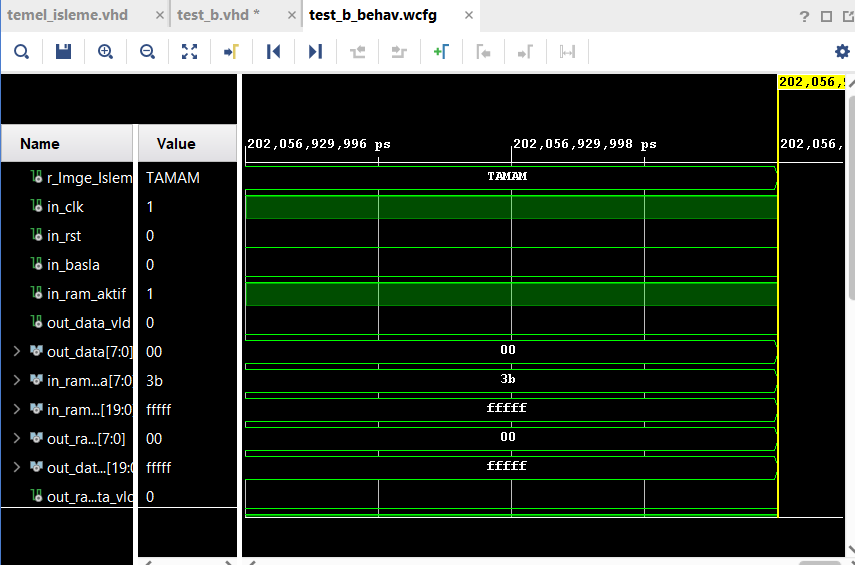 temel_isleme.vhd × test_b.vhd * × test_b_behav.wcfg ×
?
202,056,9
Name Value
202,056,929,996 ps 202,056,929,998 ps 202,056,
r_Imge_Islem TAMAM TAMAM
in_clk 1
in_rst 0
in_basla 0
in_ram_aktif 1
out_data_vld 0
out_data[7:0] 00 00
in_ram...a[7:0 3b 3b
in_ram...[19:0 fffff fffff
out_ra...[7:0] 00 00
out_dat...[19:0 fffff fffff
out_ra...ta_vld 0